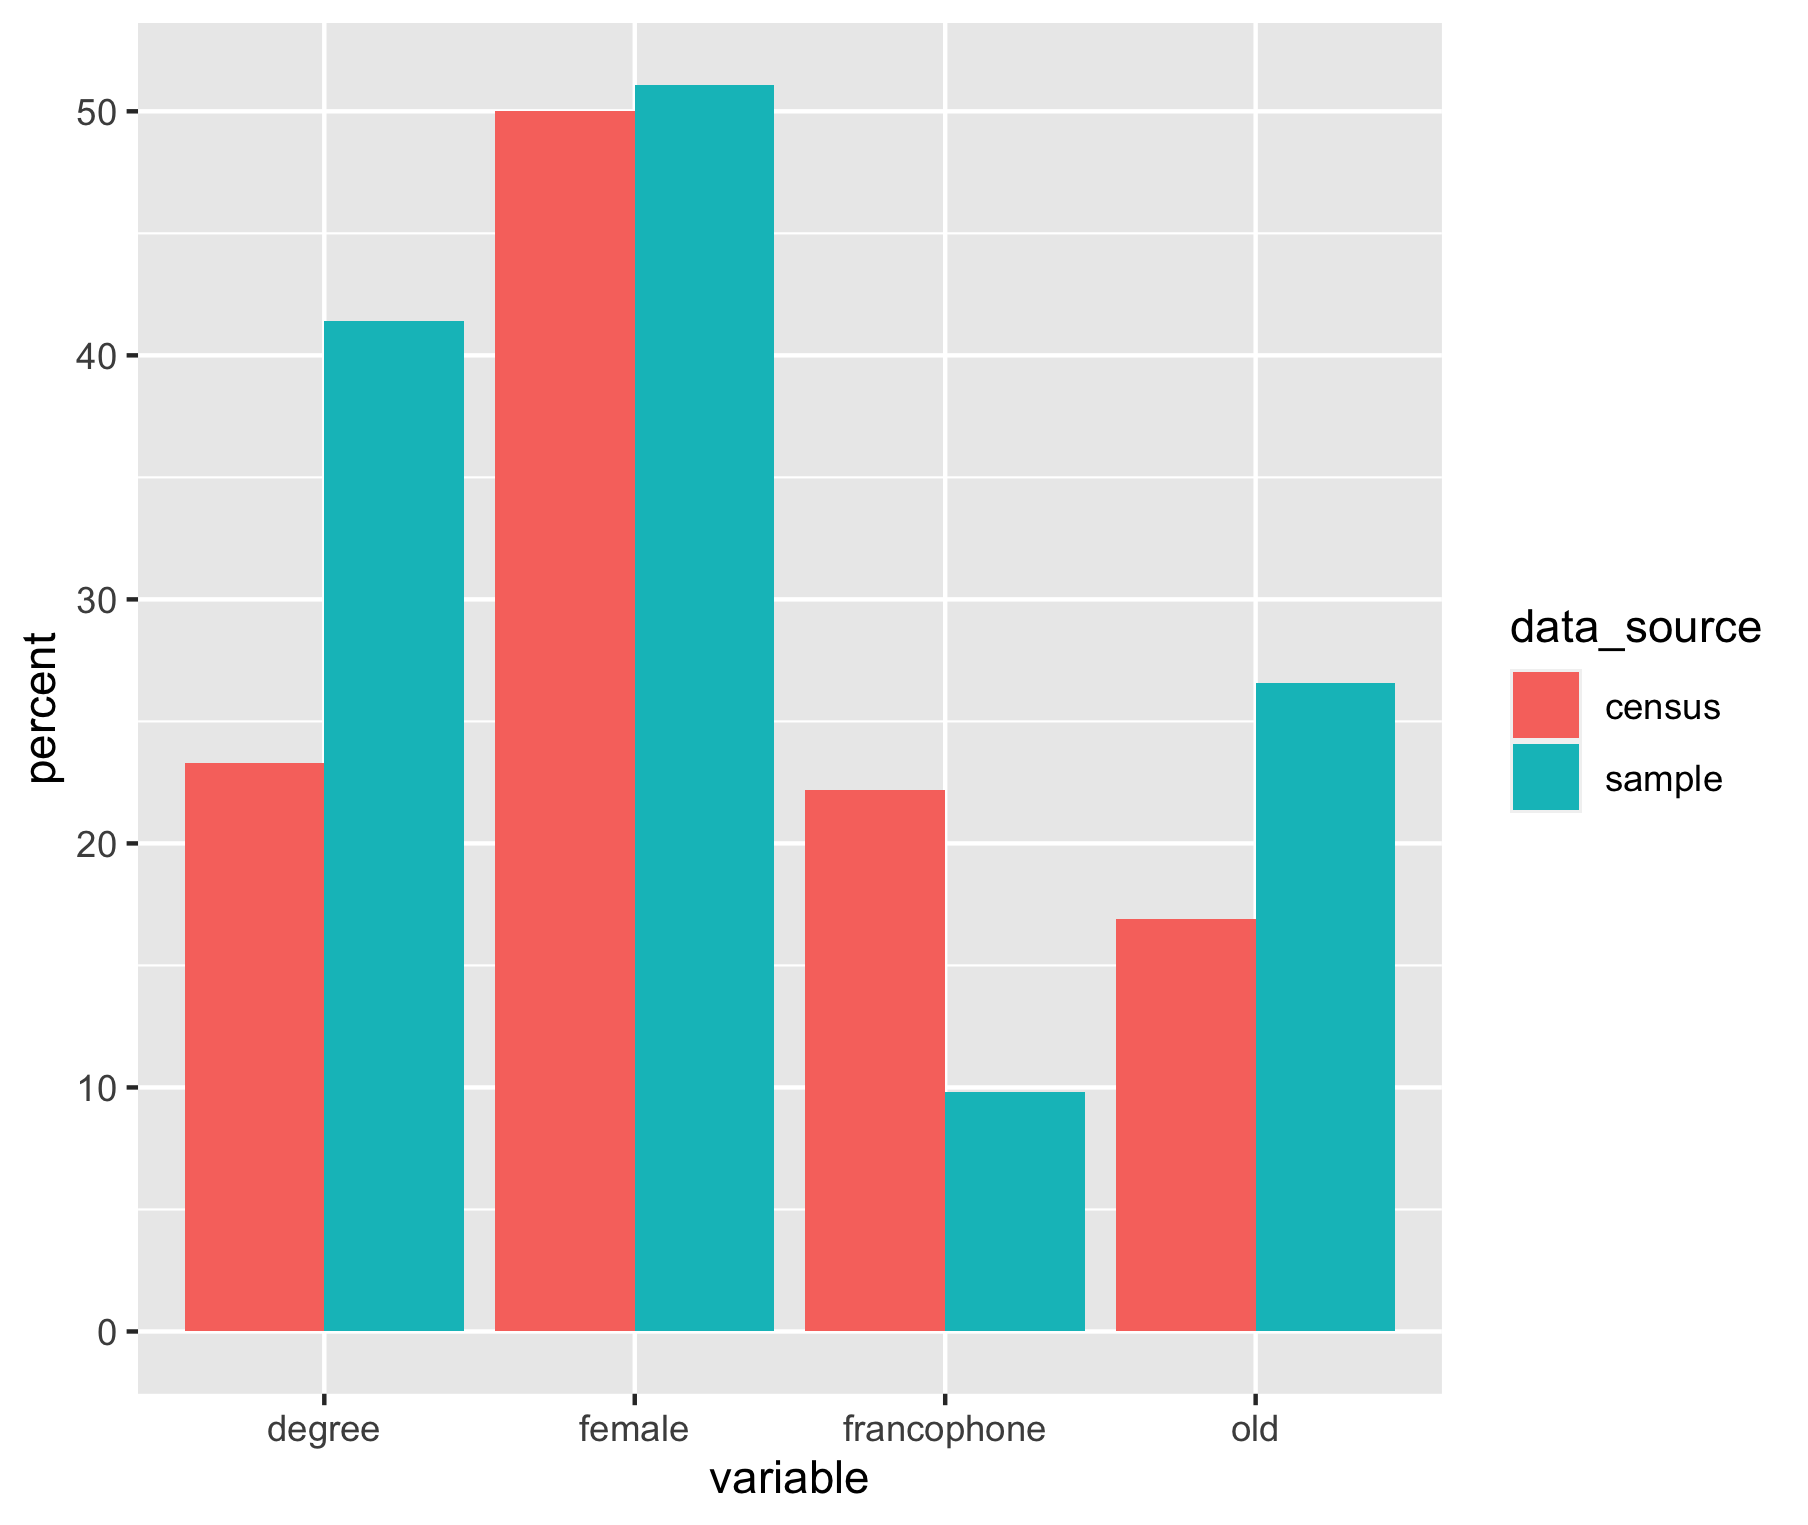 50
40
30
20
10
0
percent
degree female francophone old
variable
data_source
census
sample